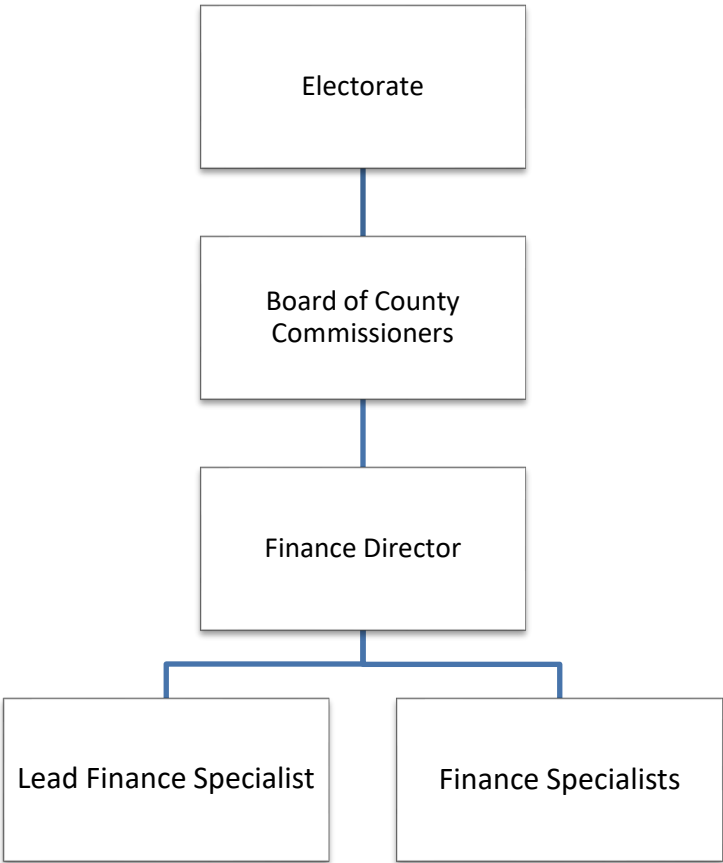 Electorate
Board of County
Commissioners
Finance Director
Lead Finance Specialist
Finance Specialists